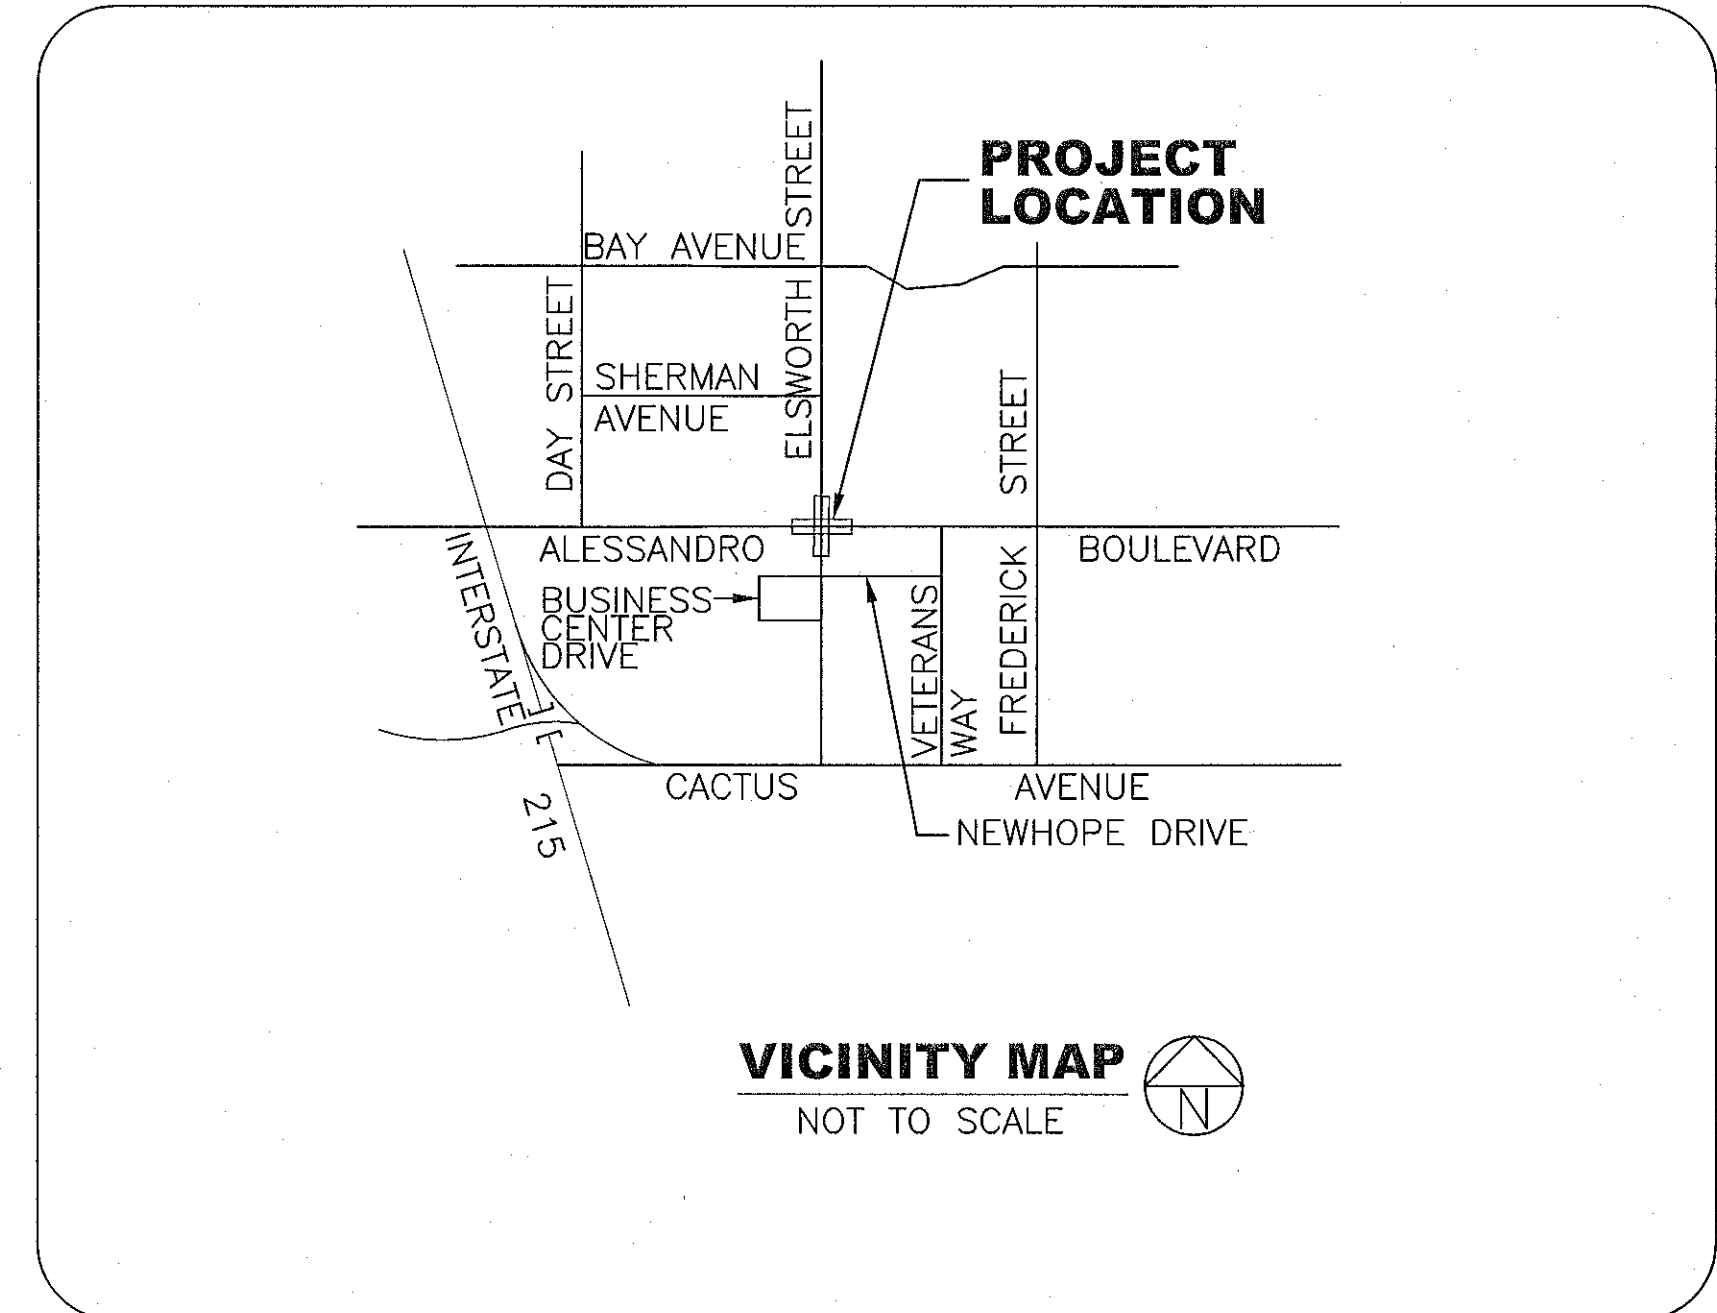 PROJECT
LOCATION
ELSWORTH STREET
BAY AVENUE
DAY STREET
SHERMAN
AVENUE
FREDERICK STREET
ALESSANDRO BOULEVARD
INTERSTATE 215
BUSINESS
CENTER
DRIVE
VETERANS
WAY
CACTUS AVENUE
NEWHOPE DRIVE
VICINITY MAP
NOT TO SCALE
N